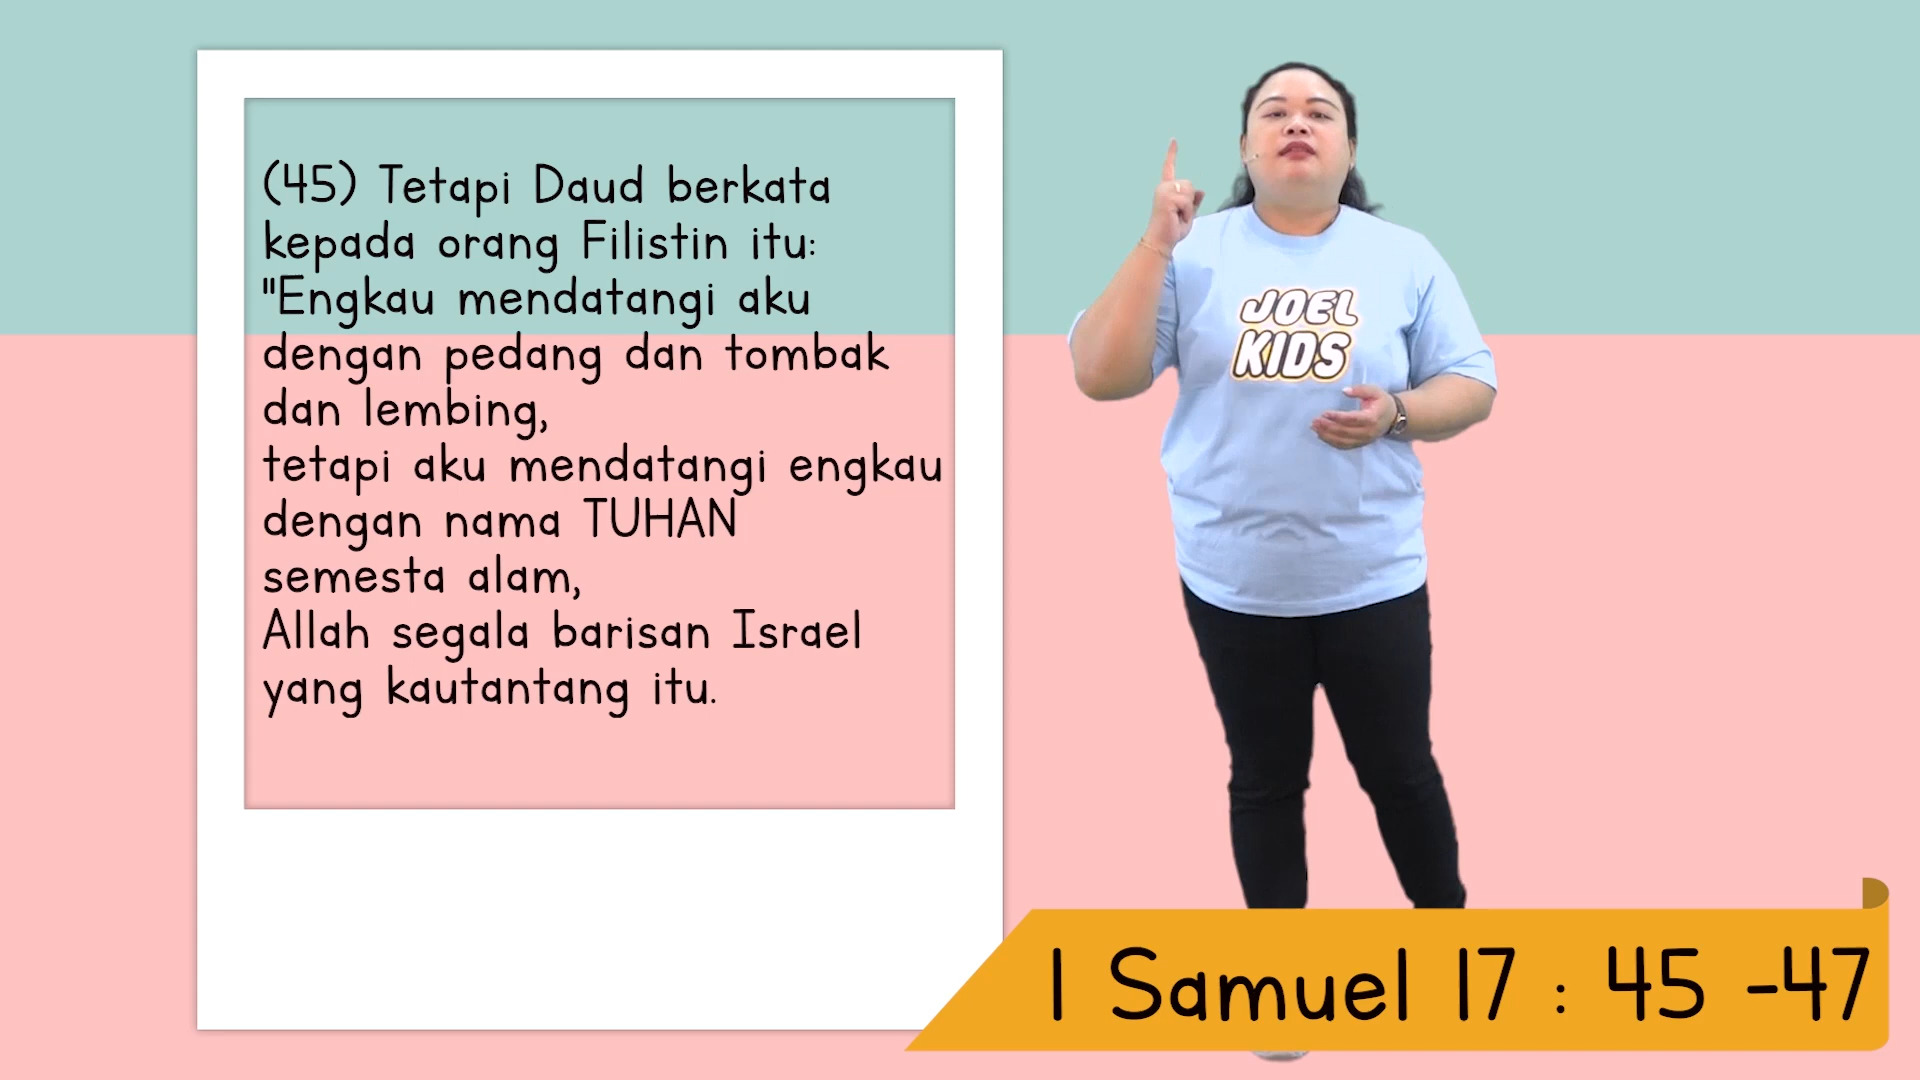 (45) Tetapi Daud berkata
kepada orang Filistin itu:
"Engkau mendatangi aku
dengan pedang dan tombak
dan lembing,
tetapi aku mendatangi engkau
dengan nama TUHAN
semesta alam,
Allah segala barisan Israel
yang kautantang itu.
JOEL
KIDS
1 Samuel 17 : 45 -47